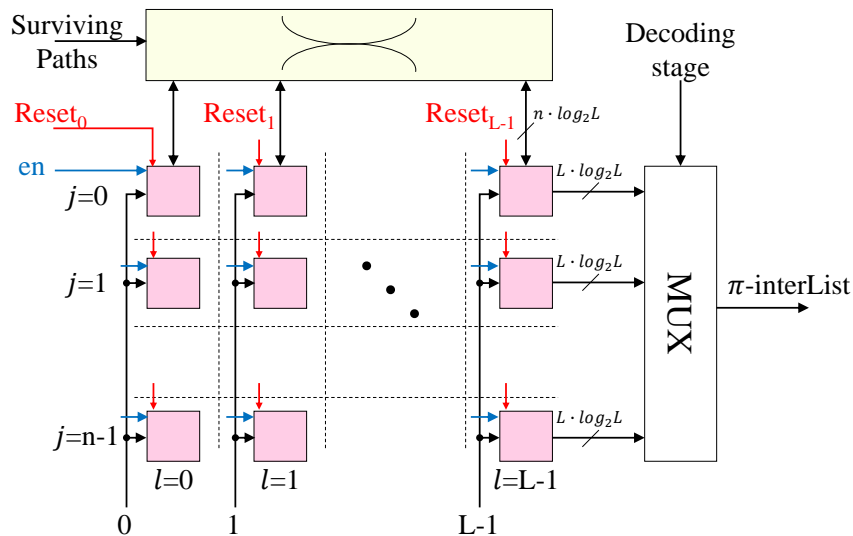 Surviving
Paths
Decoding
stage
Reset₀
Reset₁
Reset_{L-1}
n · log₂L
en
L · log₂L
j=0
L · log₂L
j=1
MUX
π-interList
L · log₂L
j=n-1
l=0
l=1
l=L-1
0
1
L-1